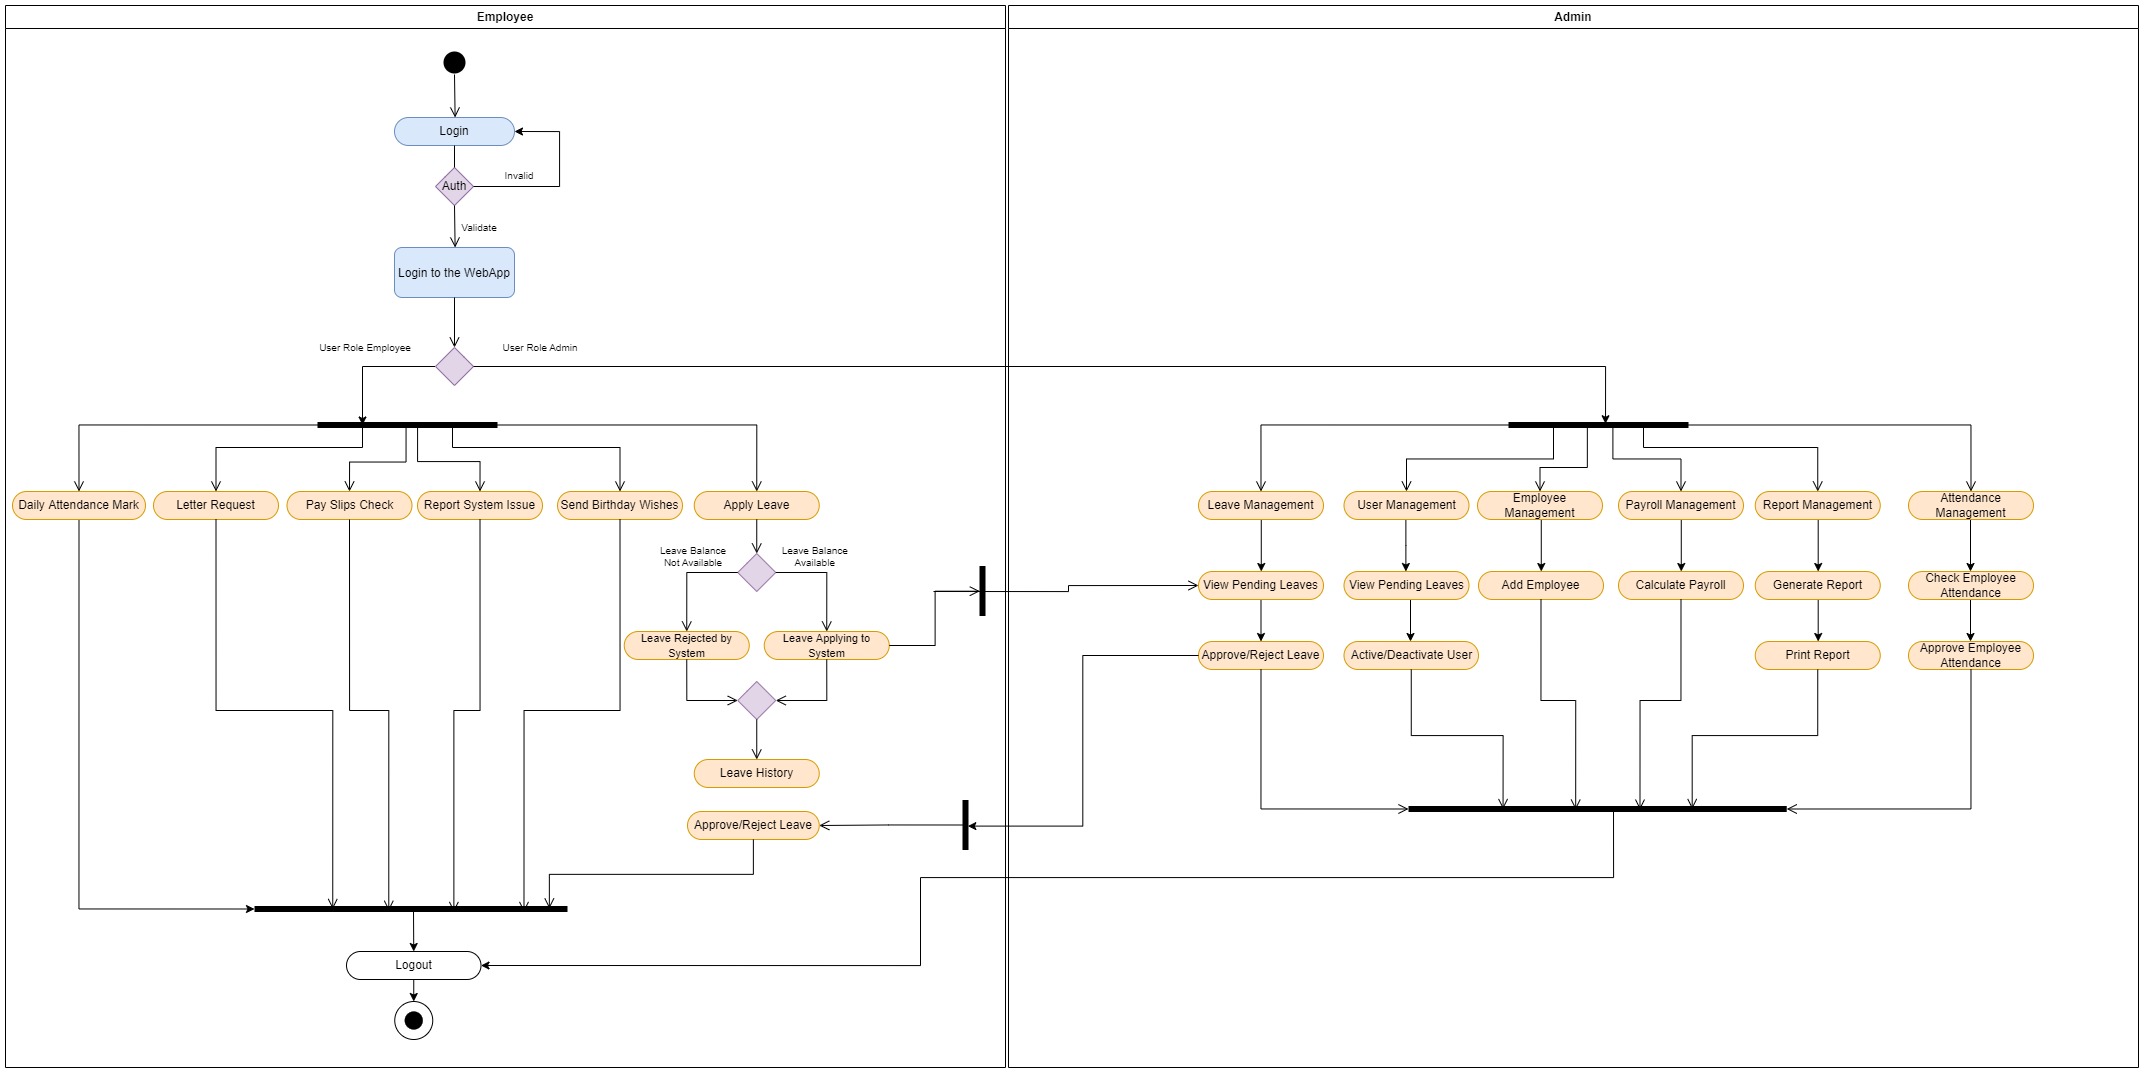 Employee
Admin
Login
Auth
Invalid
Validate
Login to the WebApp
User Role Employee
User Role Admin
Daily Attendance Mark
Letter Request
Pay Slips Check
Report System Issue
Send Birthday Wishes
Apply Leave
Leave Management
User Management
Employee
Management
Payroll Management
Report Management
Attendance
Management
Leave Balance
Not Available
Leave Balance
Available
View Pending Leaves
View Pending Leaves
Add Employee
Calculate Payroll
Generate Report
Check Employee
Attendance
Leave Rejected by
System
Leave Applying to
System
Approve/Reject Leave
Active/Deactivate User
Print Report
Approve Employee
Attendance
Leave History
Approve/Reject Leave
Logout